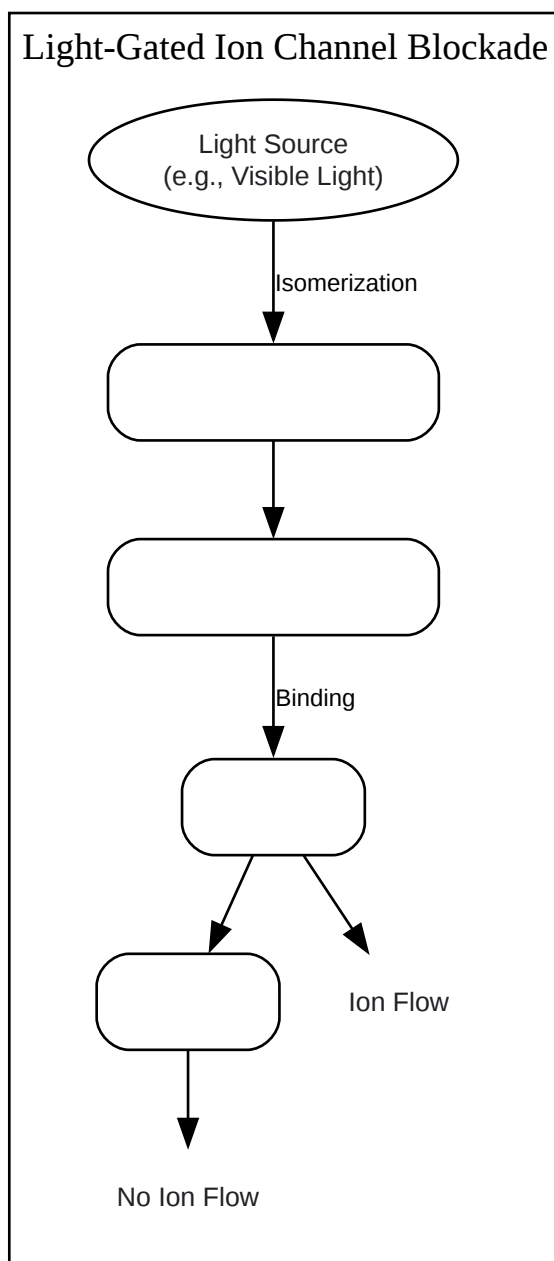 Light-Gated Ion Channel Blockade
Light Source
(e.g., Visible Light)
Isomerization
Binding
Ion Flow
No Ion Flow